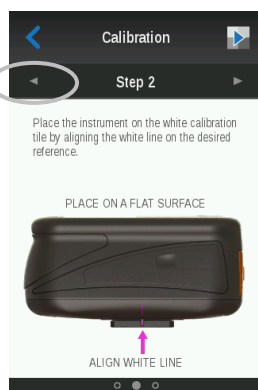 Calibration
Step 2
Place the instrument on the white calibration
tile by aligning the white line on the desired
reference.
PLACE ON A FLAT SURFACE
ALIGN WHITE LINE